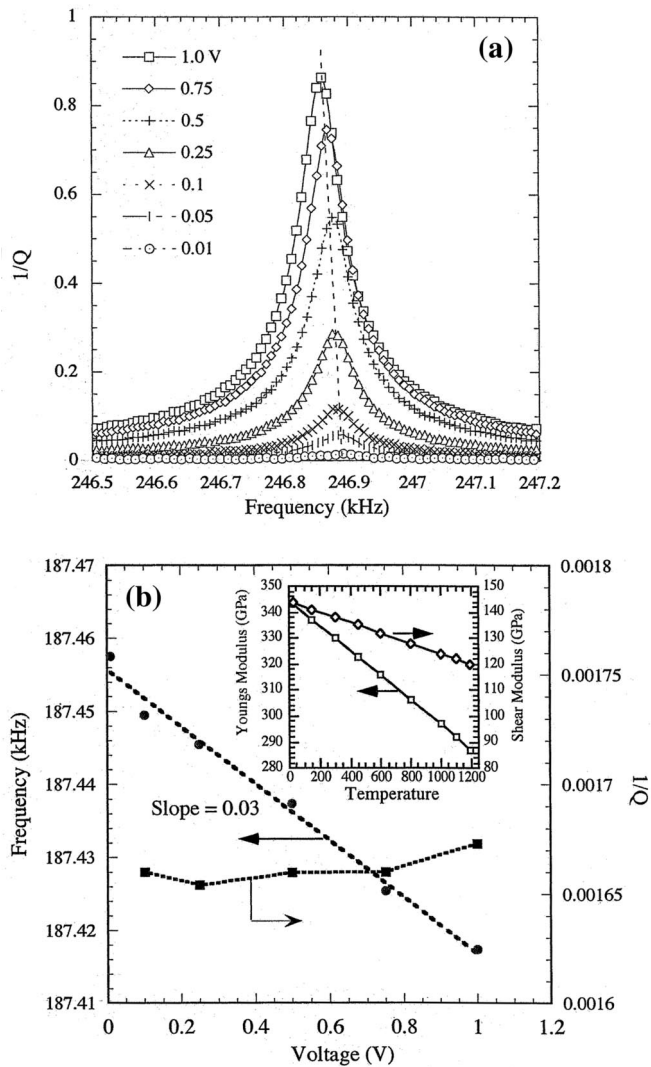 (a)
1
0.8
0.6
0.4
0.2
0
1/Q
1.0 V
0.75
0.5
0.25
0.1
0.05
0.01
246.5 246.6 246.7 246.8 246.9 247 247.1 247.2
Frequency (kHz)
(b)
187.47
187.46
187.45
187.44
187.43
187.42
187.41
Frequency (kHz)
0.0018
0.00175
0.0017
0.00165
0.0016
1/Q
350
340
330
320
310
300
290
280
Youngs Modulus (GPa)
150
140
130
120
110
100
90
80
Shear Modulus (GPa)
0 200 400 600 800 1000 1200
Temperature
Slope = 0.03
0 0.2 0.4 0.6 0.8 1 1.2
Voltage (V)